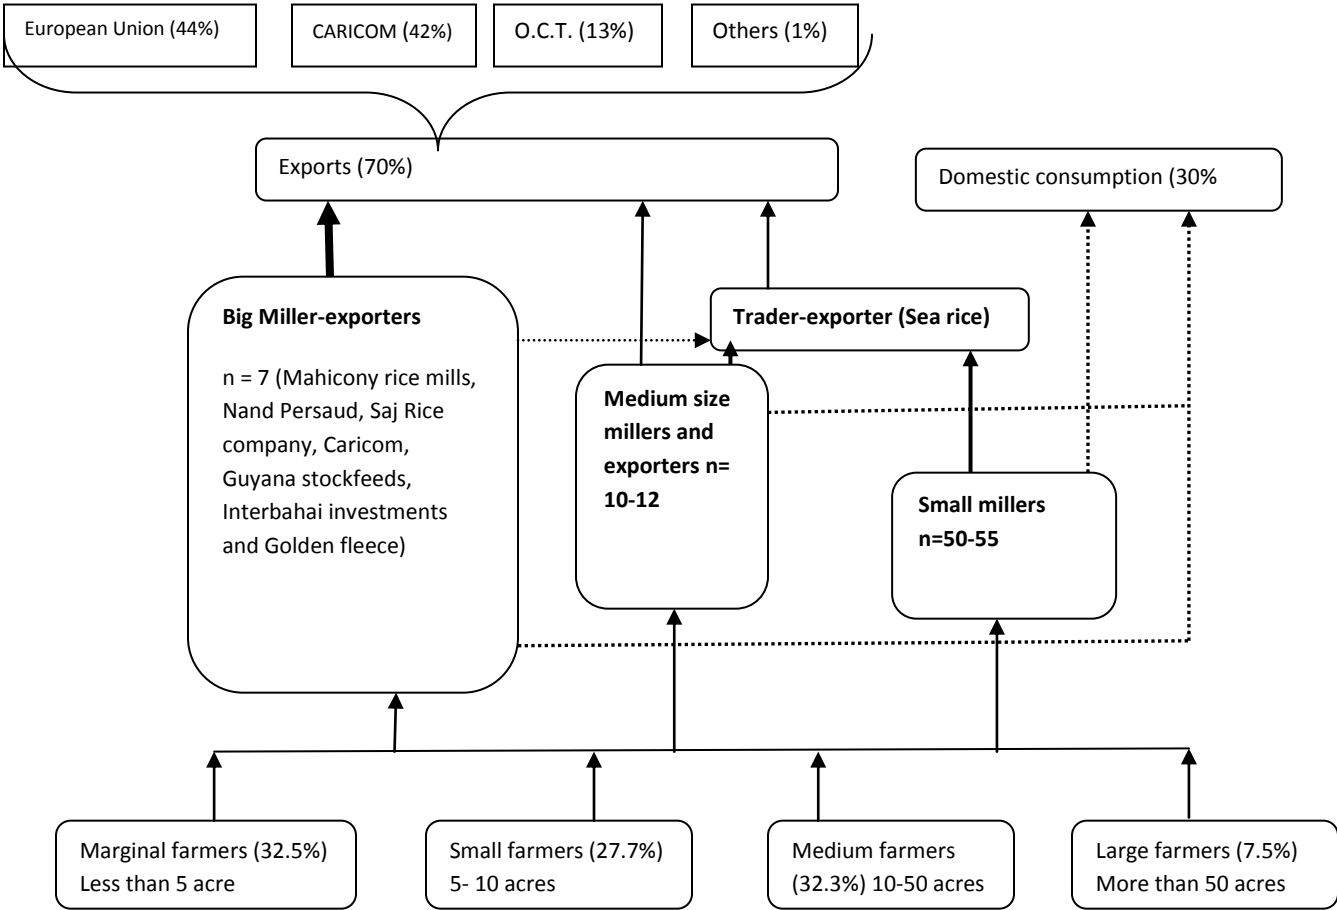 European Union (44%)
CARICOM (42%)
O.C.T. (13%)
Others (1%)
Exports (70%)
Domestic consumption (30%
Big Miller-exporters
n = 7 (Mahicony rice mills,
Nand Persaud, Saj Rice
company, Caricom,
Guyana stockfeeds,
Interbahai investments
and Golden fleece)
Trader-exporter (Sea rice)
Medium size
millers and
exporters n=
10-12
Small millers
n=50-55
Marginal farmers (32.5%)
Less than 5 acre
Small farmers (27.7%)
5- 10 acres
Medium farmers
(32.3%) 10-50 acres
Large farmers (7.5%)
More than 50 acres